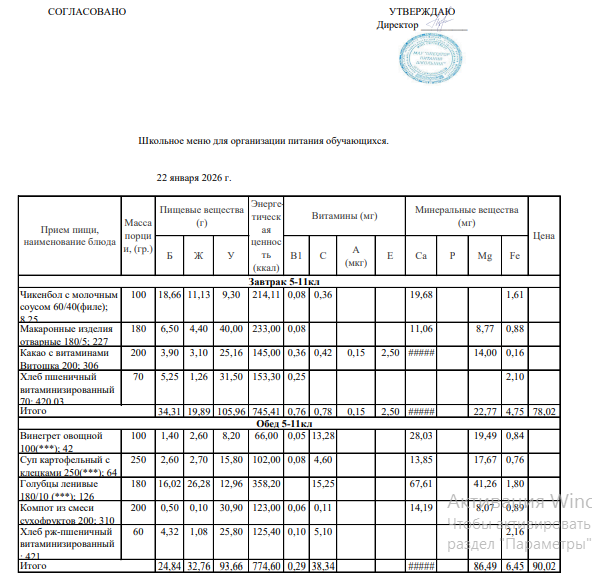 СОГЛАСОВАНО УТВЕРЖДАЮ
Директор
Школьное меню для организации питания обучающихся.
22 января 2026 г.
Прием пищи, наименование блюда Масса порции, (гр.) Пищевые вещества (г) Энергетическая ценность (ккал) Витамины (мг) Минеральные вещества (мг) Цена
Б Ж У В1 С А (мкг) Е Ca P Mg Fe
Завтрак 5-11кл
Чикенбол с молочным 100 18,66 11,13 9,30 214,11 0,08 0,36 19,68 1,61
соусом 60/40(филе);
8,25
Макаронные изделия 180 6,50 4,40 40,00 233,00 0,08 11,06 8,77 0,88
отварные 180/5; 227
Какао с витаминами 200 3,90 3,10 25,16 145,00 0,36 0,42 0,15 2,50 ##### 14,00 0,16
Витошка 200; 306
Хлеб пшеничный 70 5,25 1,26 31,50 153,30 0,25 2,10
витаминизированный
70; 420,03
Итого 34,31 19,89 105,96 745,41 0,76 0,78 0,15 2,50 ##### 22,77 4,75 78,02
Обед 5-11кл
Винегрет овощной 100 1,40 2,60 8,20 66,00 0,05 13,28 28,03 19,49 0,84
100(***); 42
Суп картофельный с 250 2,60 2,70 15,80 102,00 0,08 4,60 13,85 17,67 0,76
клецками 250(***); 64
Голубцы ленивые 180 16,02 26,28 12,96 358,20 15,25 67,61 41,26 1,80
180/10 (***); 126
Компот из смеси 200 0,50 0,10 30,90 123,00 0,06 0,11 14,19 8,07 0,89
сухофруктов 200; 310
Хлеб рж-пшеничный 60 4,32 1,08 25,80 125,40 0,10 5,10 2,16
витаминизированный
; 421
Итого 24,84 32,76 93,66 774,60 0,29 38,34 ##### 86,49 6,45 90,02
Активация Wind
Чтобы активировать
раздел "Параметры"